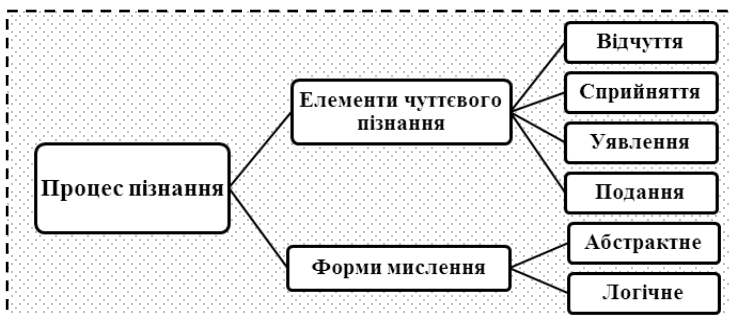 Процес пізнання
Елементи чуттєвого
пізнання
Відчуття
Сприйняття
Уявлення
Подання
Форми мислення
Абстрактне
Логічне